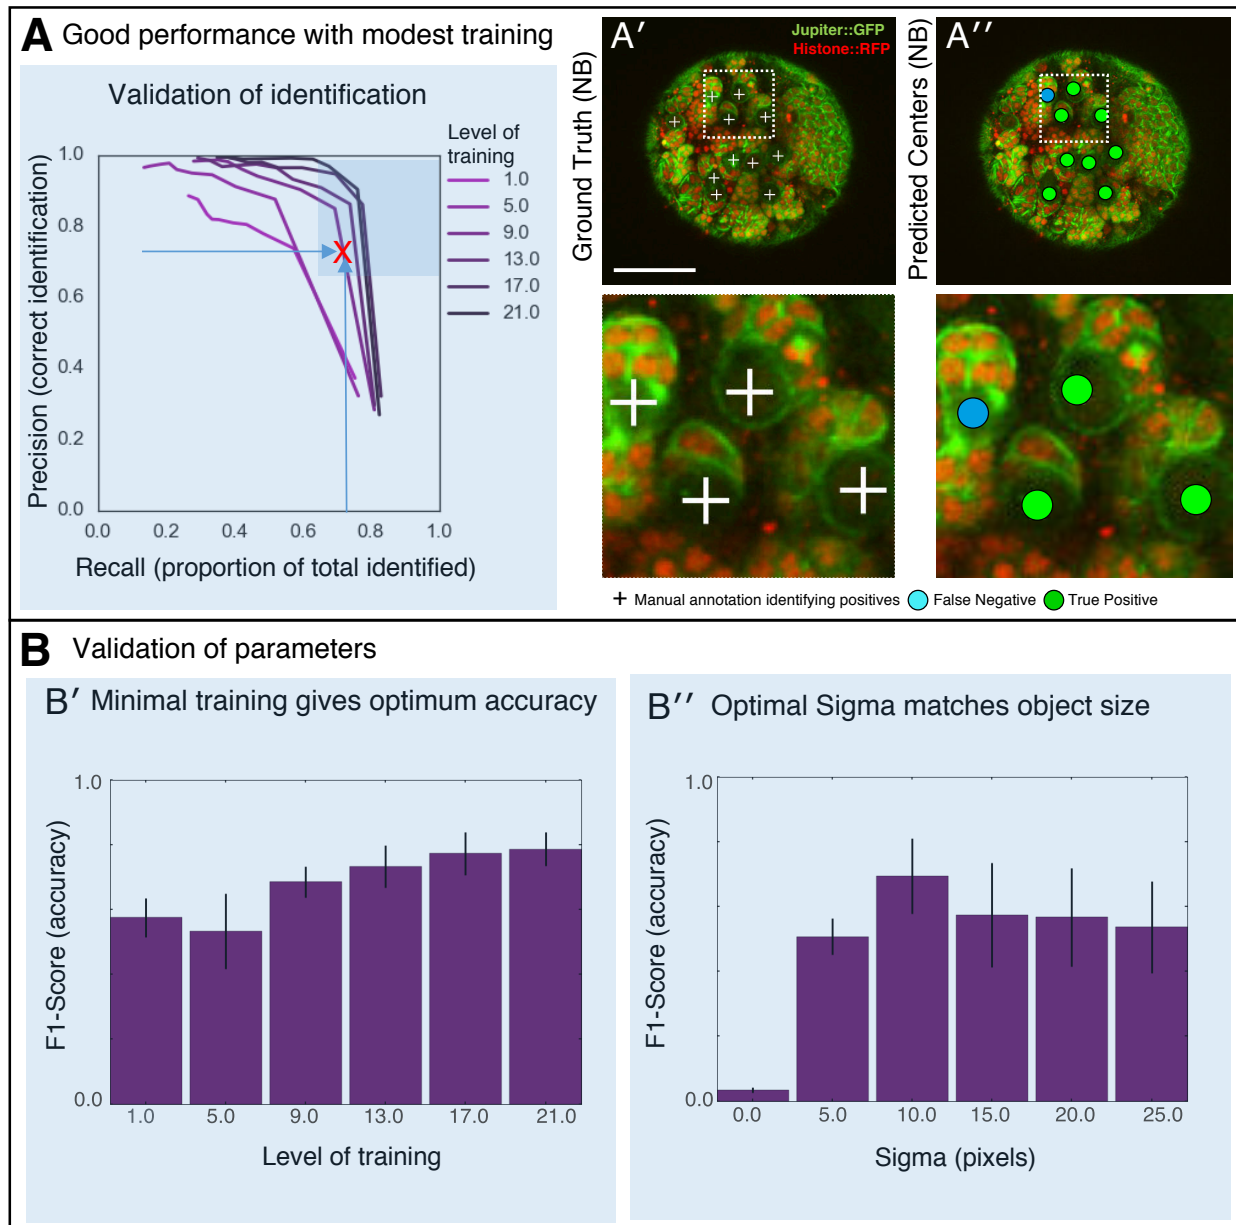 A Good performance with modest training
Validation of identification
Level of
training
1.0
5.0
9.0
13.0
17.0
21.0
Precision (correct identification)
1.0
0.8
0.6
0.4
0.2
0.0
X
0.0 0.2 0.4 0.6 0.8 1.0
Recall (proportion of total identified)
Ground Truth (NB)
A′
Jupiter::GFP
Histone::RFP
Predicted Centers (NB)
A′′
+ Manual annotation identifying positives False Negative True Positive
B Validation of parameters
B′ Minimal training gives optimum accuracy
F1-Score (accuracy)
1.0
0.0
1.0 5.0 9.0 13.0 17.0 21.0
Level of training
B′′ Optimal Sigma matches object size
F1-Score (accuracy)
1.0
0.0
0.0 5.0 10.0 15.0 20.0 25.0
Sigma (pixels)